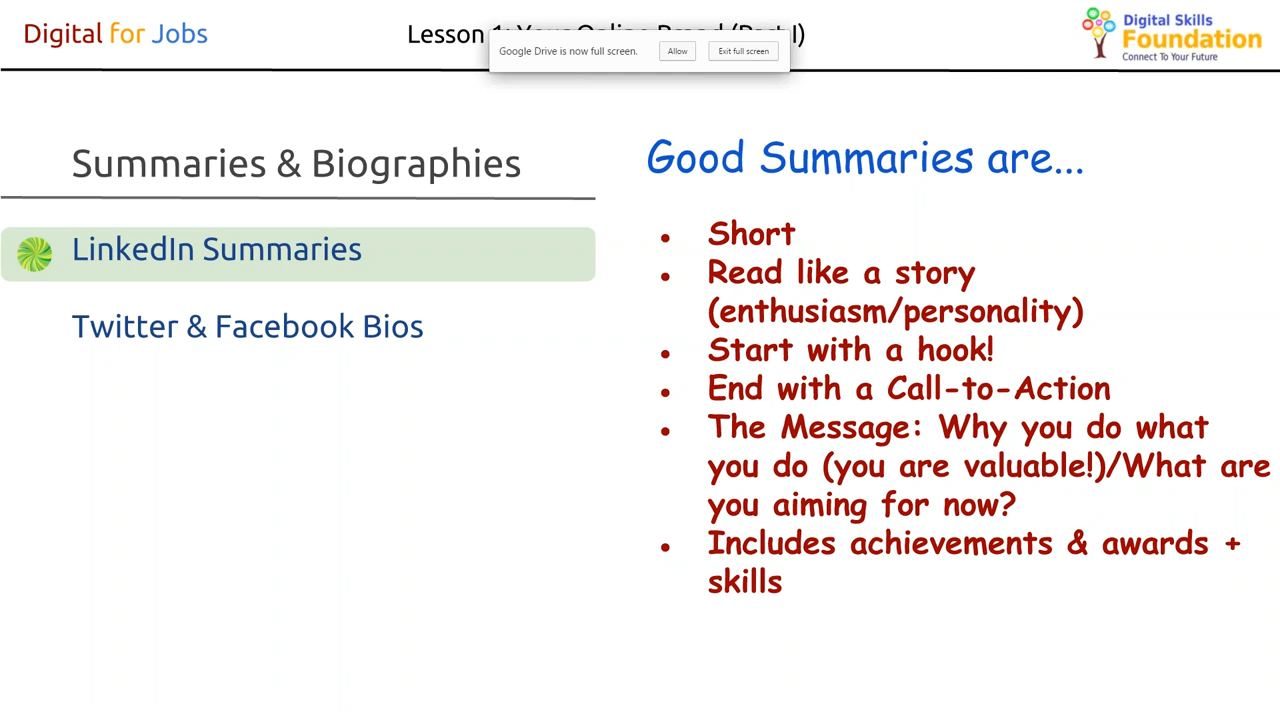 Digital for Jobs
Lesson 1: Your Online Brand (Part I)
Google Drive is now full screen.
Allow
Exit full screen
Digital Skills
Foundation
Connect To Your Future
Summaries & Biographies
LinkedIn Summaries
Twitter & Facebook Bios
Good Summaries are...
• Short
• Read like a story
(enthusiasm/personality)
• Start with a hook!
• End with a Call-to-Action
• The Message: Why you do what
you do (you are valuable!)/What are
you aiming for now?
• Includes achievements & awards +
skills